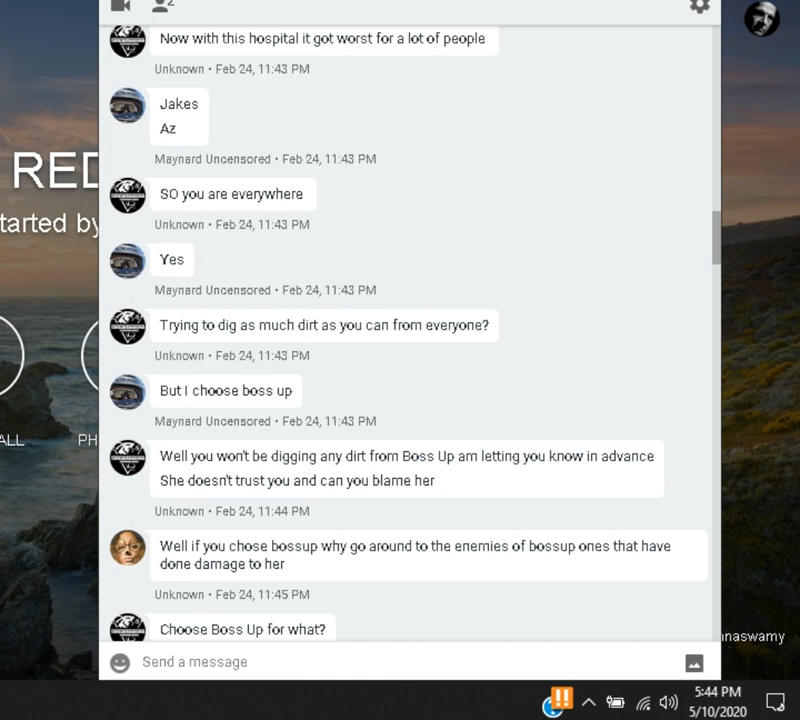 2
Now with this hospital it got worst for a lot of people
Unknown • Feb 24, 11:43 PM
Jakes
Az
Maynard Uncensored • Feb 24, 11:43 PM
RED
SO you are everywhere
tarted by
Unknown • Feb 24, 11:43 PM
Yes
Maynard Uncensored • Feb 24, 11:43 PM
Trying to dig as much dirt as you can from everyone?
Unknown • Feb 24, 11:43 PM
But I choose boss up
Maynard Uncensored • Feb 24, 11:43 PM
ALL
PH
Well you won't be digging any dirt from Boss Up am letting you know in advance
She doesn't trust you and can you blame her
Unknown • Feb 24, 11:44 PM
Well if you chose bossup why go around to the enemies of bossup ones that have
done damage to her
Unknown • Feb 24, 11:45 PM
Choose Boss Up for what?
nnaswamy
Send a message
5:44 PM
5/10/2020